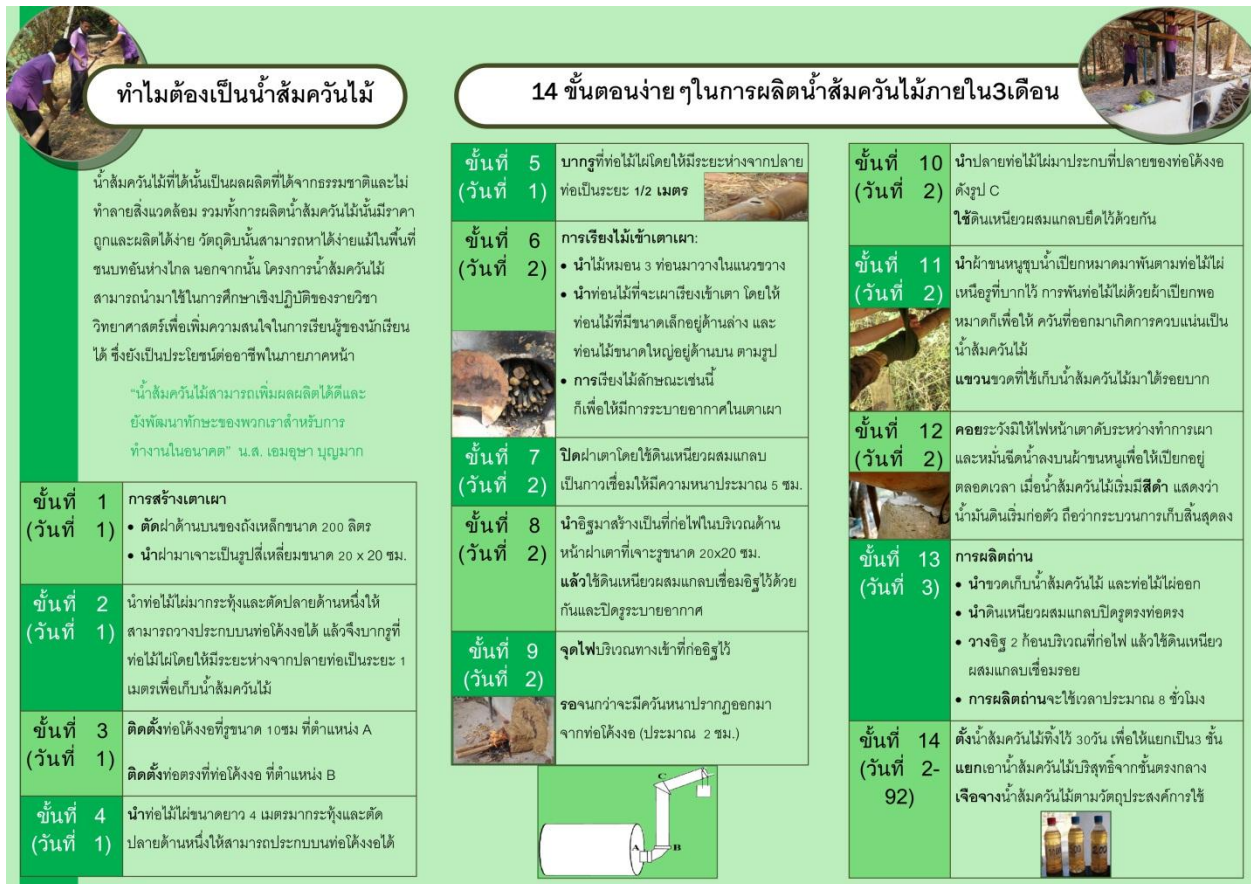 ทำไมต้องเป็นน้ำส้มควันไม้
น้ำส้มควันไม้ที่ได้นั้นเป็นผลผลิตที่ได้จากธรรมชาติและไม่
ทำลายสิ่งแวดล้อม รวมทั้งการผลิตน้ำส้มควันไม้นั้นมีราคา
ถูกและผลิตได้ง่าย วัตถุดิบนั้นสามารถหาได้ง่ายแม้ในพื้นที่
ชนบทอันห่างไกล นอกจากนั้น โครงการน้ำส้มควันไม้
สามารถนำมาใช้ในการศึกษาเชิงปฏิบัติของรายวิชา
วิทยาศาสตร์เพื่อเพิ่มความสนใจในการเรียนรู้ของนักเรียน
ได้ ซึ่งยังเป็นประโยชน์ต่ออาชีพในภายภาคหน้า
"น้ำส้มควันไม้สามารถเพิ่มผลผลิตได้ดีและ
ยังพัฒนาทักษะของพวกเราสำหรับการ
ทำงานในอนาคต" น.ส. เอมอุษา บุญมาก
ขั้นที่ 1
(วันที่ 1)
การสร้างเตาเผา
• ตัดฝาด้านบนของถังเหล็กขนาด 200 ลิตร
• นำฝามาเจาะเป็นรูปสี่เหลี่ยมขนาด 20 x 20 ซม.
ขั้นที่ 2
(วันที่ 1)
นำท่อไม้ไผ่มากระทุ้งและตัดปลายด้านหนึ่งให้
สามารถวางประกบบนท่อโค้งงอได้ แล้วจึงบากรูที่
ท่อไม้ไผ่โดยให้มีระยะห่างจากปลายท่อเป็นระยะ 1
เมตรเพื่อเก็บน้ำส้มควันไม้
ขั้นที่ 3
(วันที่ 1)
ติดตั้งท่อโค้งงอที่รูขนาด 10ซม ที่ตำแหน่ง A
ติดตั้งท่อตรงที่ท่อโค้งงอ ที่ตำแหน่ง B
ขั้นที่ 4
(วันที่ 1)
นำท่อไม้ไผ่ขนาดยาว 4 เมตรมากระทุ้งและตัด
ปลายด้านหนึ่งให้สามารถประกบบนท่อโค้งงอได้
14 ขั้นตอนง่าย ๆในการผลิตน้ำส้มควันไม้ภายใน3เดือน
ขั้นที่ 5
(วันที่ 1)
บากรูที่ท่อไม้ไผ่โดยให้มีระยะห่างจากปลาย
ท่อเป็นระยะ 1/2 เมตร
ขั้นที่ 6
(วันที่ 2)
การเรียงไม้เข้าเตาเผา:
• นำไม้หมอน 3 ท่อนมาวางในแนวขวาง
• นำท่อนไม้ที่จะเผาเรียงเข้าเตา โดยให้
ท่อนไม้ที่มีขนาดเล็กอยู่ด้านล่าง และ
ท่อนไม้ขนาดใหญ่อยู่ด้านบน ตามรูป
• การเรียงไม้ลักษณะเช่นนี้
ก็เพื่อให้มีการระบายอากาศในเตาเผา
ขั้นที่ 7
(วันที่ 2)
ปิดฝาเตาโดยใช้ดินเหนียวผสมแกลบ
เป็นกาวเชื่อมให้มีความหนาประมาณ 5 ซม.
ขั้นที่ 8
(วันที่ 2)
นำอิฐมาสร้างเป็นที่ก่อไฟในบริเวณด้าน
หน้าฝาเตาที่เจาะรูขนาด 20x20 ซม.
แล้วใช้ดินเหนียวผสมแกลบเชื่อมอิฐไว้ด้วย
กันและปิดรูระบายอากาศ
ขั้นที่ 9
(วันที่ 2)
จุดไฟบริเวณทางเข้าที่ก่ออิฐไว้
รอจนกว่าจะมีควันหนาปรากฏออกมา
จากท่อโค้งงอ (ประมาณ 2 ชม.)
C
A
B
ขั้นที่ 10
(วันที่ 2)
นำปลายท่อไม้ไผ่มาประกบที่ปลายของท่อโค้งงอ
ดังรูป C
ใช้ดินเหนียวผสมแกลบยึดไว้ด้วยกัน
ขั้นที่ 11
(วันที่ 2)
นำผ้าขนหนูชุบน้ำเปียกหมาดมาพันตามท่อไม้ไผ่
เหนือรูที่บากไว้ การพันท่อไม้ไผ่ด้วยผ้าเปียกพอ
หมาดก็เพื่อให้ ควันที่ออกมาเกิดการควบแน่นเป็น
น้ำส้มควันไม้
แขวนขวดที่ใช้เก็บน้ำส้มควันไม้มาใต้รอยบาก
ขั้นที่ 12
(วันที่ 2)
คอยระวังมิให้ไฟหน้าเตาดับระหว่างทำการเผา
และหมั่นฉีดน้ำลงบนผ้าขนหนูเพื่อให้เปียกอยู่
ตลอดเวลา เมื่อน้ำส้มควันไม้เริ่มมีสีดำ แสดงว่า
น้ำมันดินเริ่มก่อตัว ถือว่ากระบวนการเก็บสิ้นสุดลง
ขั้นที่ 13
(วันที่ 3)
การผลิตถ่าน
• นำขวดเก็บน้ำส้มควันไม้ และท่อไม้ไผ่ออก
• นำดินเหนียวผสมแกลบปิดรูตรงท่อตรง
• วางอิฐ 2 ก้อนบริเวณที่ก่อไฟ แล้วใช้ดินเหนียว
ผสมแกลบเชื่อมรอย
• การผลิตถ่านจะใช้เวลาประมาณ 8 ชั่วโมง
ขั้นที่ 14
(วันที่ 2-
92)
ตั้งน้ำส้มควันไม้ทิ้งไว้ 30วัน เพื่อให้แยกเป็น3 ชั้น
แยกเอาน้ำส้มควันไม้บริสุทธิ์จากชั้นตรงกลาง
เจือจางน้ำส้มควันไม้ตามวัตถุประสงค์การใช้